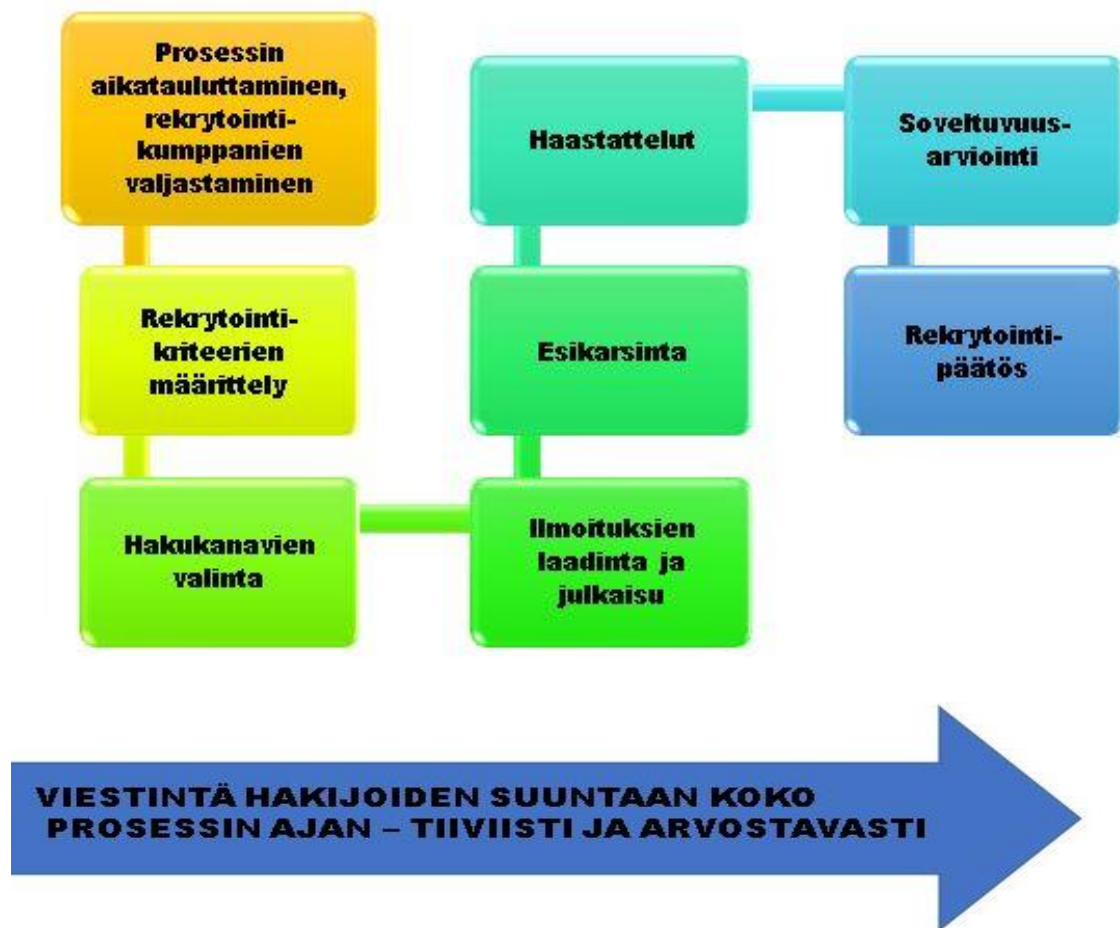 Prosessin
aikatauluttaminen,
rekrytointi-
kumppanien
valjastaminen
Rekrytointi-
kriteerien
määrittely
Hakukanavien
valinta
Ilmoituksien
laadinta ja
julkaisu
Esikarsinta
Haastattelut
Soveltuvuus-
arviointi
Rekrytointi-
päätös
VIESTINTÄ HAKIJOIDEN SUUNTAAN KOKO
PROSESSIN AJAN – TIIVIISTI JA ARVOSTAVASTI